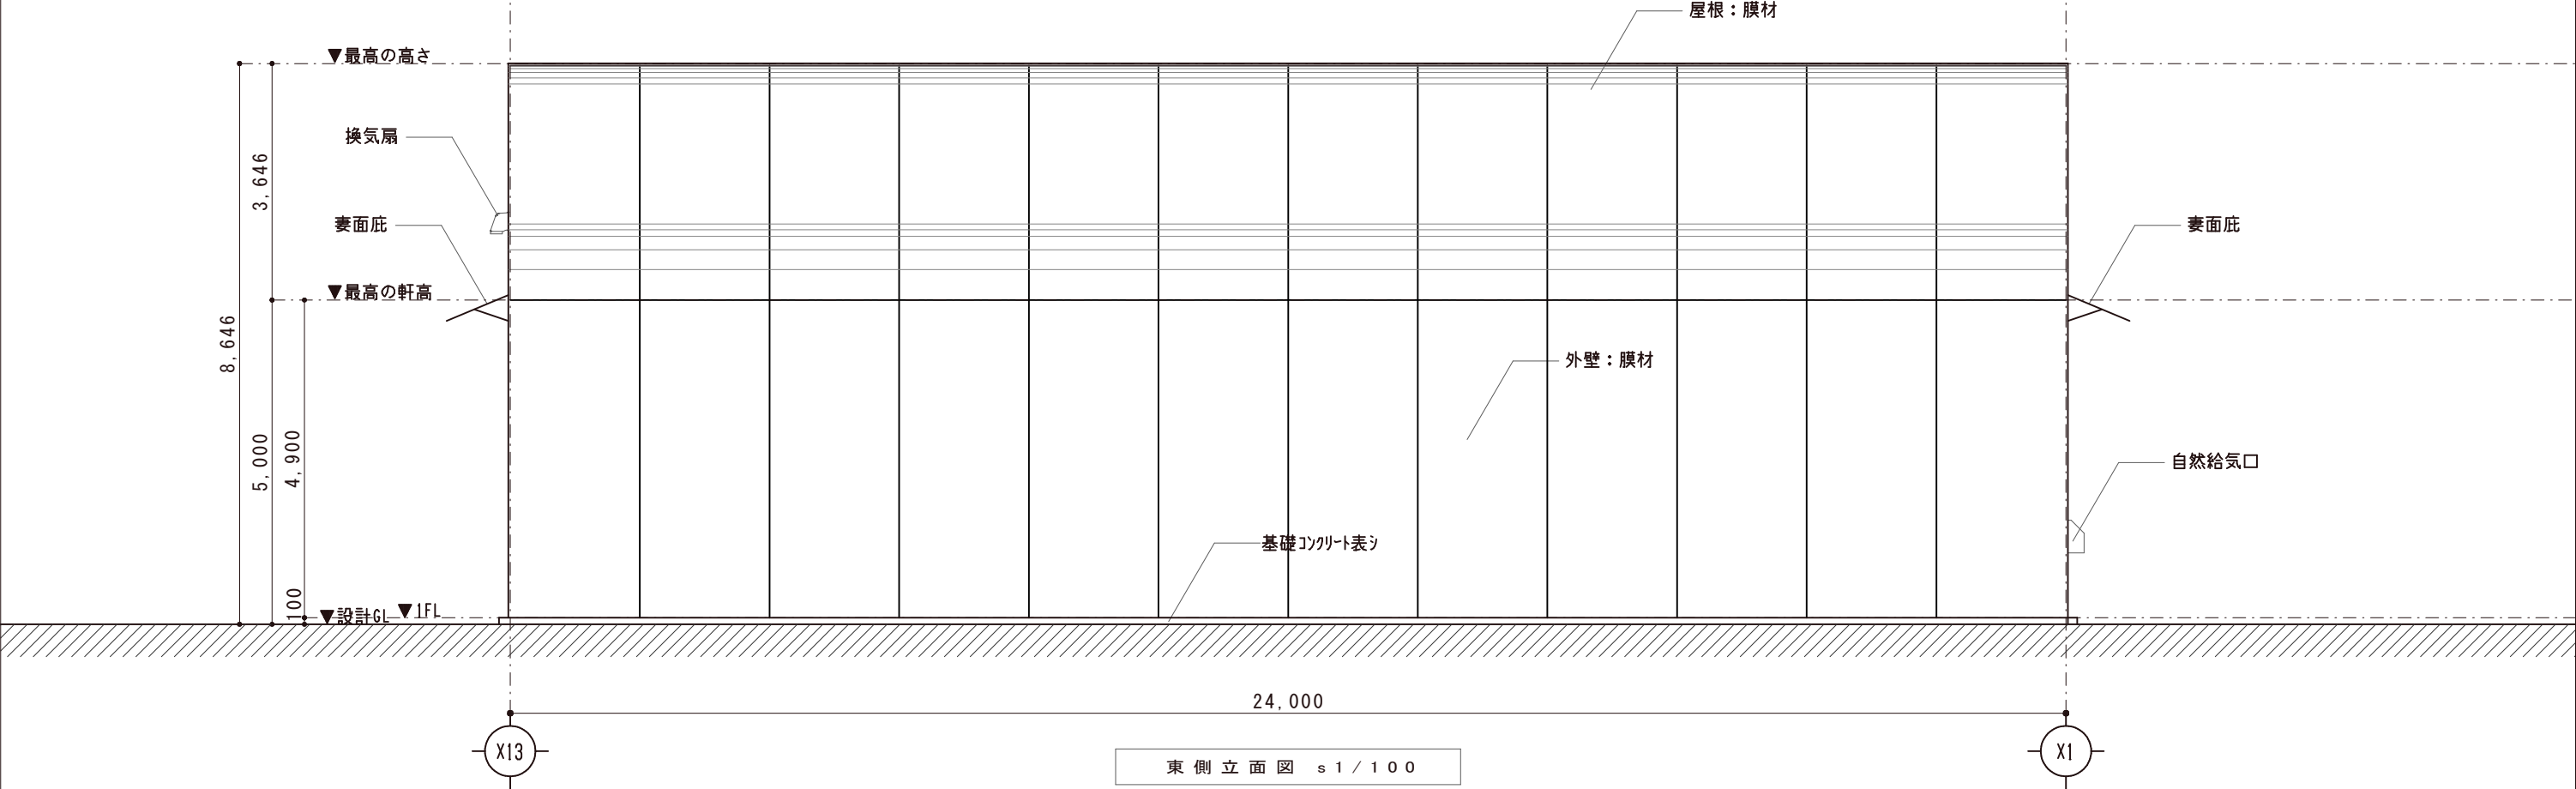 屋根：膜材
▼最高の高さ
換気扇
3,646
妻面庇
妻面庇
▼最高の軒高
8,646
外壁：膜材
5,000
4,900
自然給気口
基礎ｺﾝｸﾘｰﾄ表ｼ
100
▼設計GL
▼1FL
24,000
X13
X1
東側立面図 s1/100